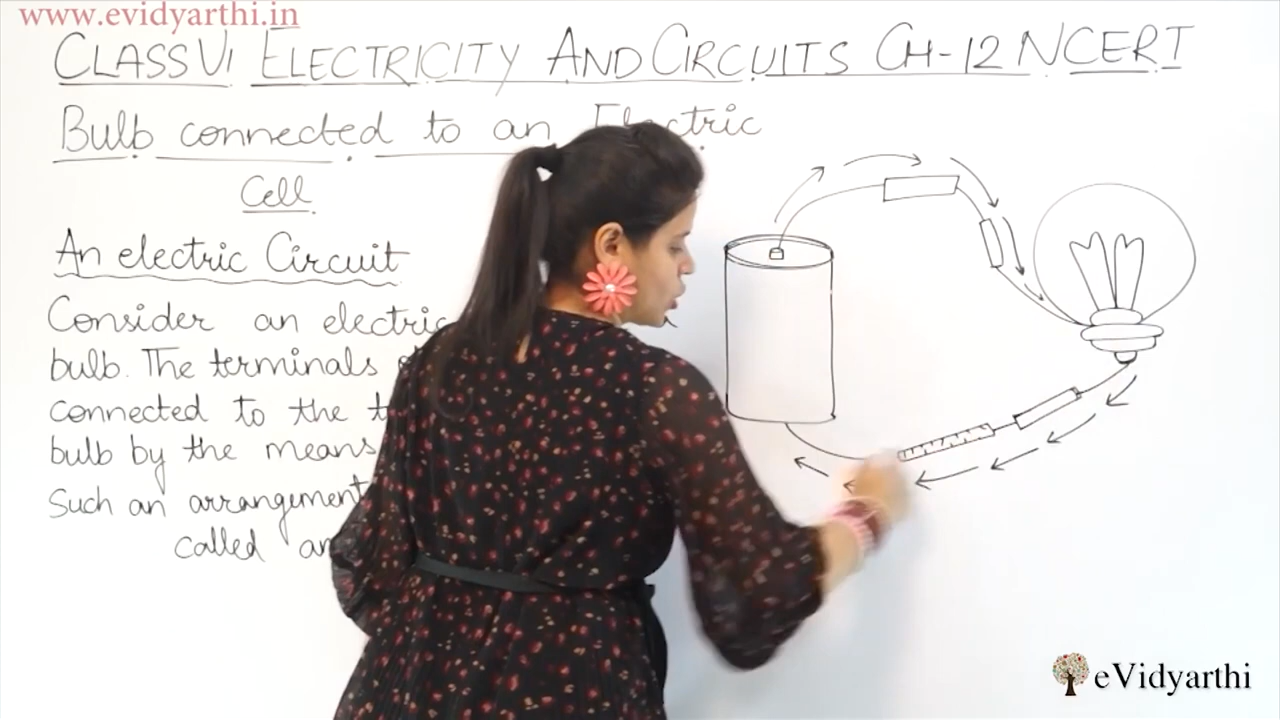 www.evidyarthi.in
CLASS VI ELECTRICITY AND CIRCUITS CH-12 NCERT
Bulb connected to an Electric
Cell
An electric Circuit
Consider an electric
bulb. The terminals
connected to the
bulb by the means
Such an arrangement
called
eVidyarthi